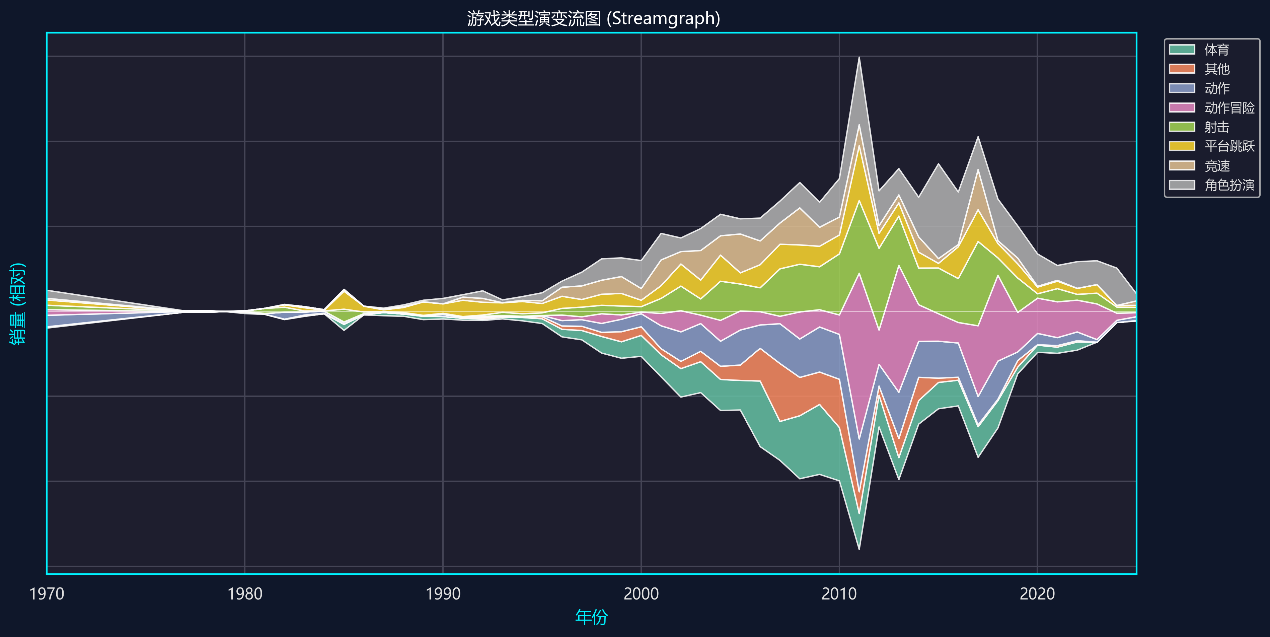 游戏类型演变流图 (Streamgraph)
体育
其他
动作
动作冒险
射击
平台跳跃
竞速
角色扮演
销量 (相对)
1970
1980
1990
2000
2010
2020
年份